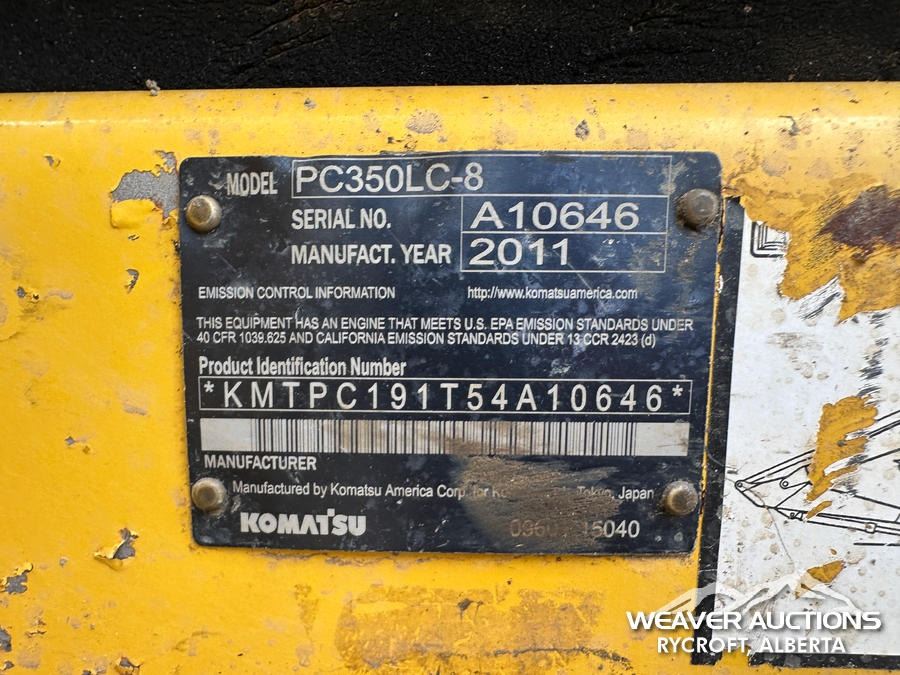 MODEL PC350LC-8
SERIAL NO. A10646
MANUFACT. YEAR 2011
EMISSION CONTROL INFORMATION http://www.komatsuamerica.com
THIS EQUIPMENT HAS AN ENGINE THAT MEETS U.S. EPA EMISSION STANDARDS UNDER
40 CFR 1039.625 AND CALIFORNIA EMISSION STANDARDS UNDER 13 CCR 2423 (d)
Product Identification Number
*KMTPC191T54A10646*
MANUFACTURER
Manufactured by Komatsu America Corp. for Tokyo, Japan
KOMATSU
WEAVER AUCTIONS
RYCROFT, ALBERTA